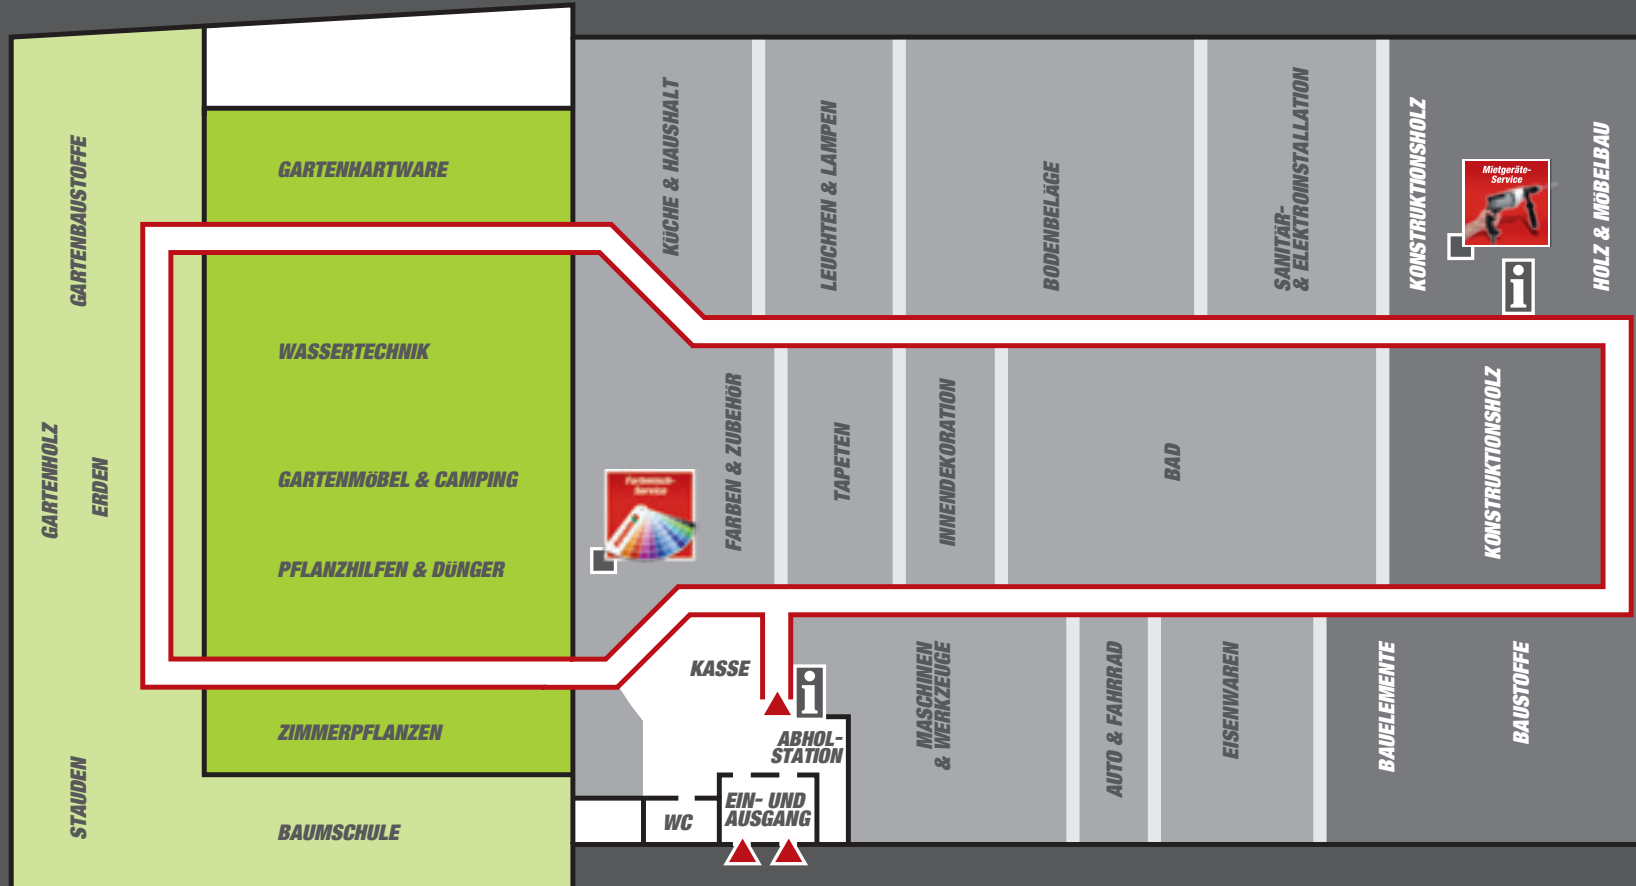 GARTENBAUSTOFFE
GARTENHOLZ
ERDEN
STAUDEN
GARTENHARTWARE
WASSERTECHNIK
GARTENMÖBEL & CAMPING
PFLANZHILFEN & DÜNGER
ZIMMERPFLANZEN
BAUMSCHULE
KÜCHE & HAUSHALT
LEUCHTEN & LAMPEN
BODENBELÄGE
SANITÄR-
& ELEKTROINSTALLATION
KONSTRUKTIONSHOLZ
Mietgeräte-
Service
i
HOLZ & MÖBELBAU
Farbmisch-
Service
FARBEN & ZUBEHÖR
TAPETEN
INNENDEKORATION
BAD
KONSTRUKTIONSHOLZ
KASSE
i
ABHOL-
STATION
EIN- UND
AUSGANG
WC
MASCHINEN
& WERKZEUGE
AUTO & FAHRRAD
EISENWAREN
BAUELEMENTE
BAUSTOFFE